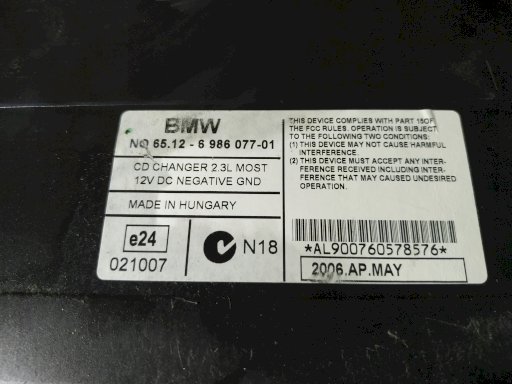 BMW
NO 65.12 - 6 986 077-01
CD CHANGER 2.3L MOST
12V DC NEGATIVE GND
MADE IN HUNGARY
e24
021007
N18
THIS DEVICE COMPLIES WITH PART 15OF
THE FCC RULES. OPERATION IS SUBJECT
TO THE FOLLOWING TWO CONDITIONS:
(1) THIS DEVICE MAY NOT CAUSE HARMFUL
INTERFERENCE
(2) THIS DEVICE MUST ACCEPT ANY INTER-
FERENCE RECEIVED INCLUDING INTER-
FERENCE THAT MAY CAUSED UNDESIRED
OPERATION.
*AL900760578576*
2006.AP.MAY